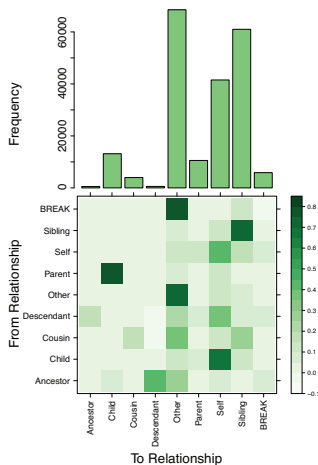 Frequency
60000
20000
0
BREAK
Sibling
Self
Parent
Other
Descendant
Cousin
Child
Ancestor
From Relationship
Ancestor
Child
Cousin
Descendant
Other
Parent
Self
Sibling
BREAK
To Relationship
0.8
0.7
0.6
0.5
0.4
0.3
0.2
0.1
0.0
−0.1